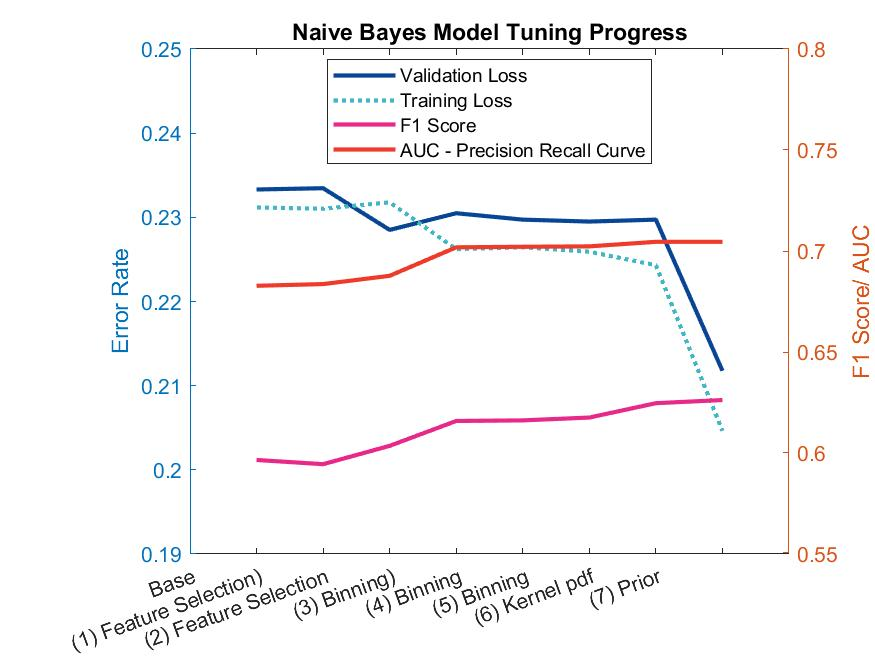 Naive Bayes Model Tuning Progress
0.25
0.24
0.23
0.22
0.21
0.2
0.19
Error Rate
Validation Loss
Training Loss
F1 Score
AUC - Precision Recall Curve
0.8
0.75
0.7
0.65
0.6
0.55
F1 Score/ AUC
Base
(1) Feature Selection)
(2) Feature Selection
(3) Binning)
(4) Binning
(5) Binning
(6) Kernel pdf
(7) Prior